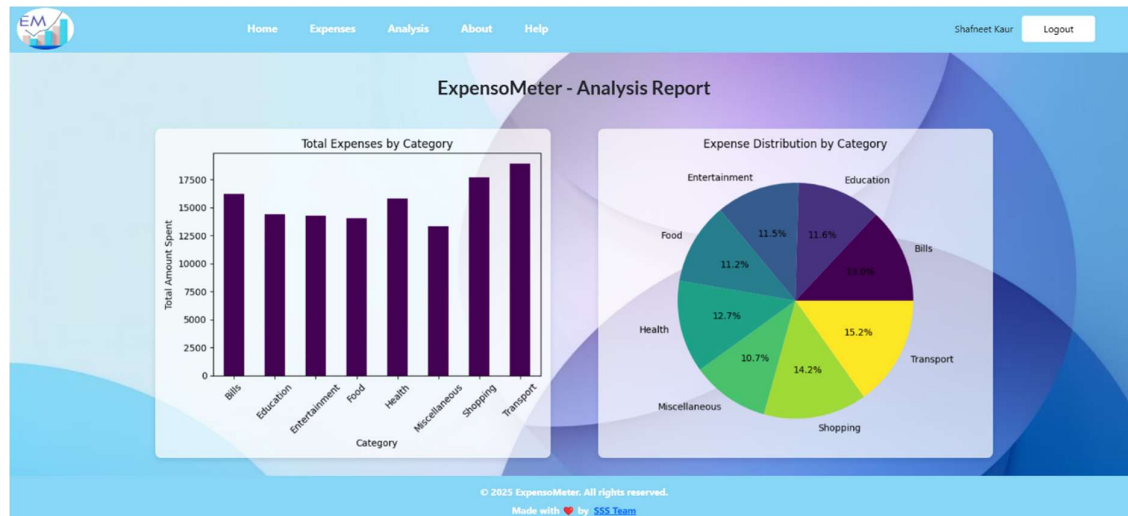 EM
Home Expenses Analysis About Help
Shafneet Kaur Logout
ExpensoMeter - Analysis Report
Total Expenses by Category
17500
15000
12500
10000
7500
5000
2500
0
Total Amount Spent
Bills
Education
Entertainment
Food
Health
Miscellaneous
Shopping
Transport
Category
Expense Distribution by Category
Entertainment
Education
Food
Bills
Health
Transport
Miscellaneous
Shopping
11.5%
11.6%
11.2%
13.0%
12.7%
15.2%
10.7%
14.2%
© 2025 ExpensoMeter. All rights reserved.
Made with ❤ by SSS Team